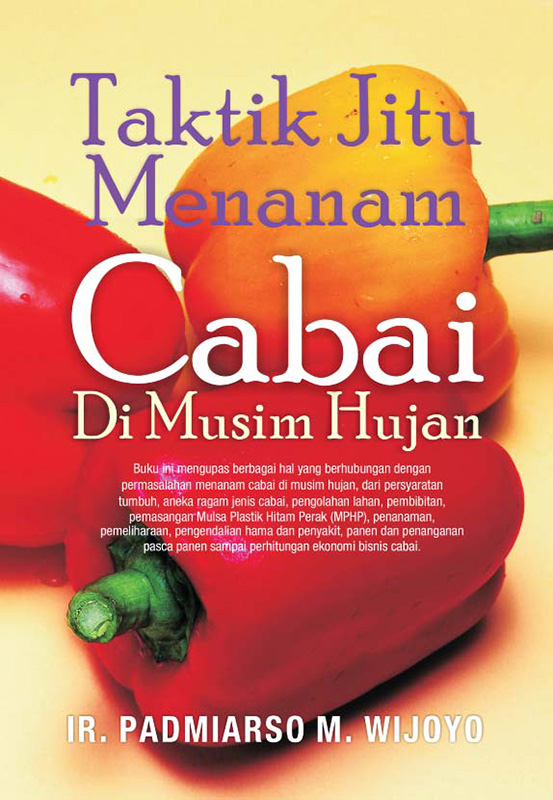 Taktik Jitu
Menanam
Cabai
Di Musim Hujan
Buku ini mengupas berbagai hal yang berhubungan dengan
permasalahan menanam cabai di musim hujan, dari persyaratan
tumbuh, aneka ragam jenis cabai, pengolahan lahan, pembibitan,
pemasangan Mulsa Plastik Hitam Perak (MPHP), penanaman,
pemeliharaan, pengendalian hama dan penyakit, panen dan penanganan
pasca panen sampai perhitungan ekonomi bisnis cabai.
IR. PADMIARSO M. WIJOYO